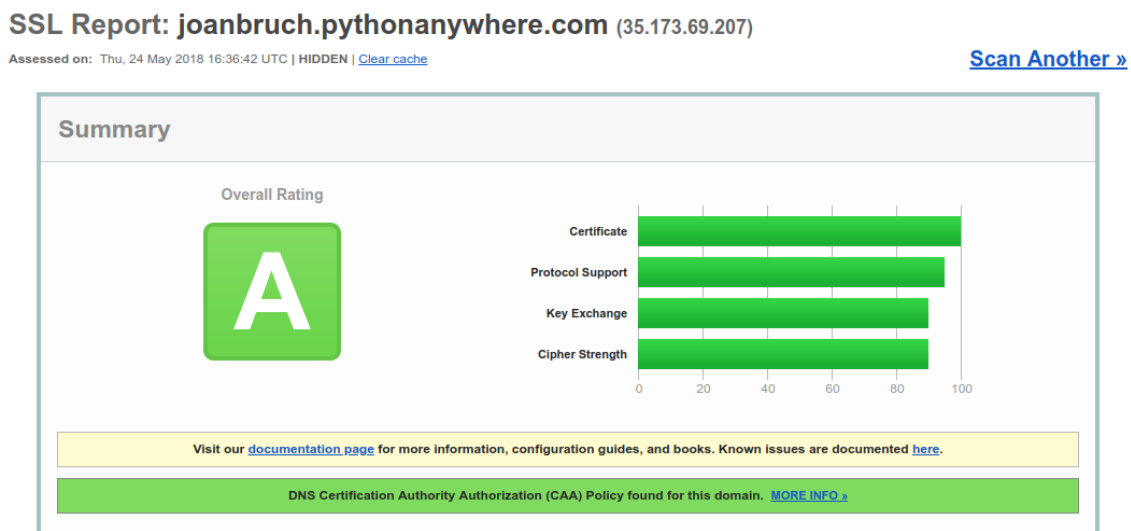 SSL Report: joanbruch.pythonanywhere.com (35.173.69.207)
Assessed on: Thu, 24 May 2018 16:36:42 UTC | HIDDEN | Clear cache
Scan Another »
Summary
Overall Rating
A
Certificate
Protocol Support
Key Exchange
Cipher Strength
0 20 40 60 80 100
Visit our documentation page for more information, configuration guides, and books. Known issues are documented here.
DNS Certification Authority Authorization (CAA) Policy found for this domain. MORE INFO »